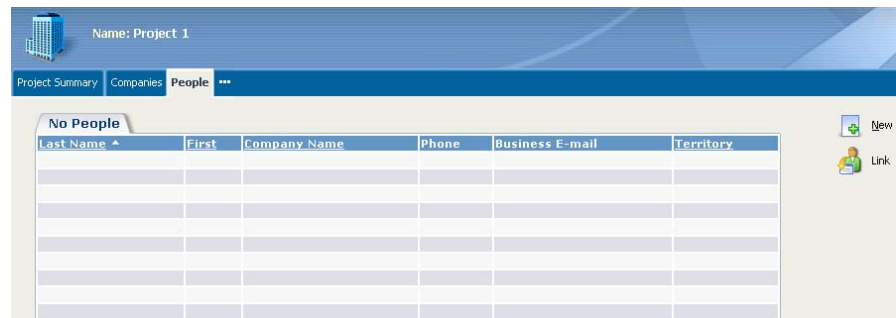 Name: Project 1
Project Summary Companies People ...
No People
Last Name First Company Name Phone Business E-mail Territory
New
Link